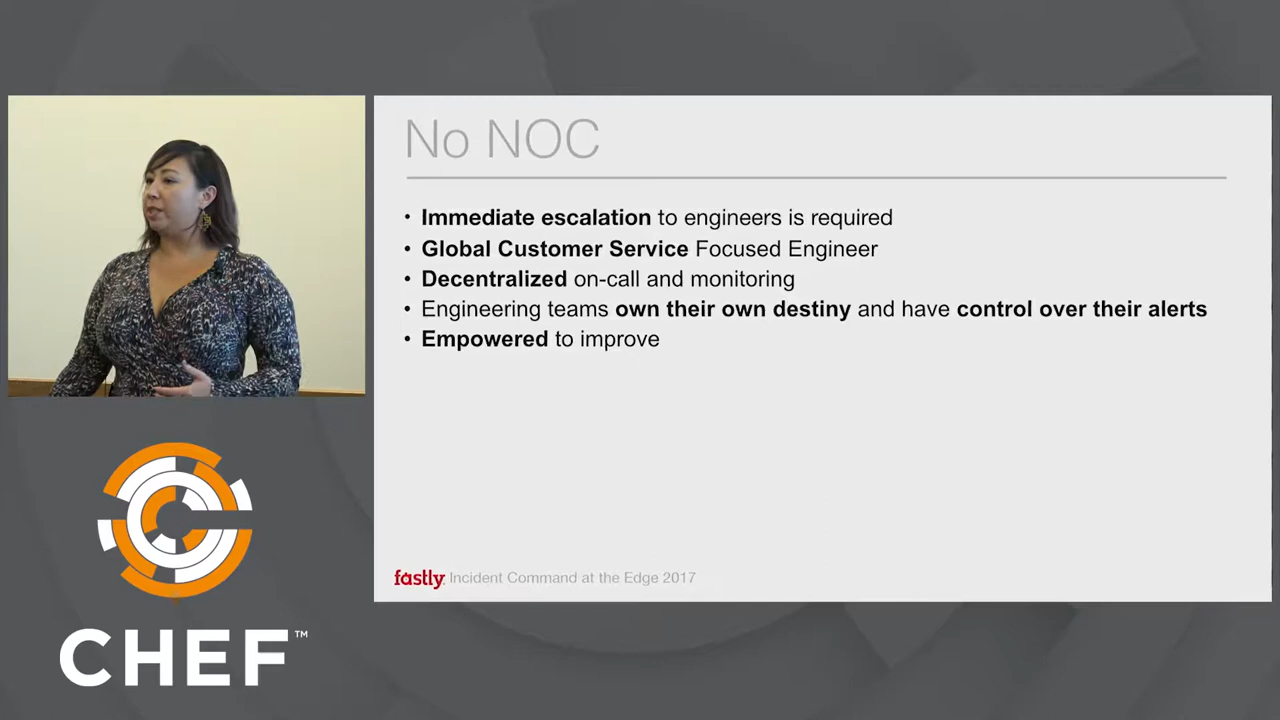 No NOC
• Immediate escalation to engineers is required
• Global Customer Service Focused Engineer
• Decentralized on-call and monitoring
• Engineering teams own their own destiny and have control over their alerts
• Empowered to improve
fastly Incident Command at the Edge 2017
CHEF™